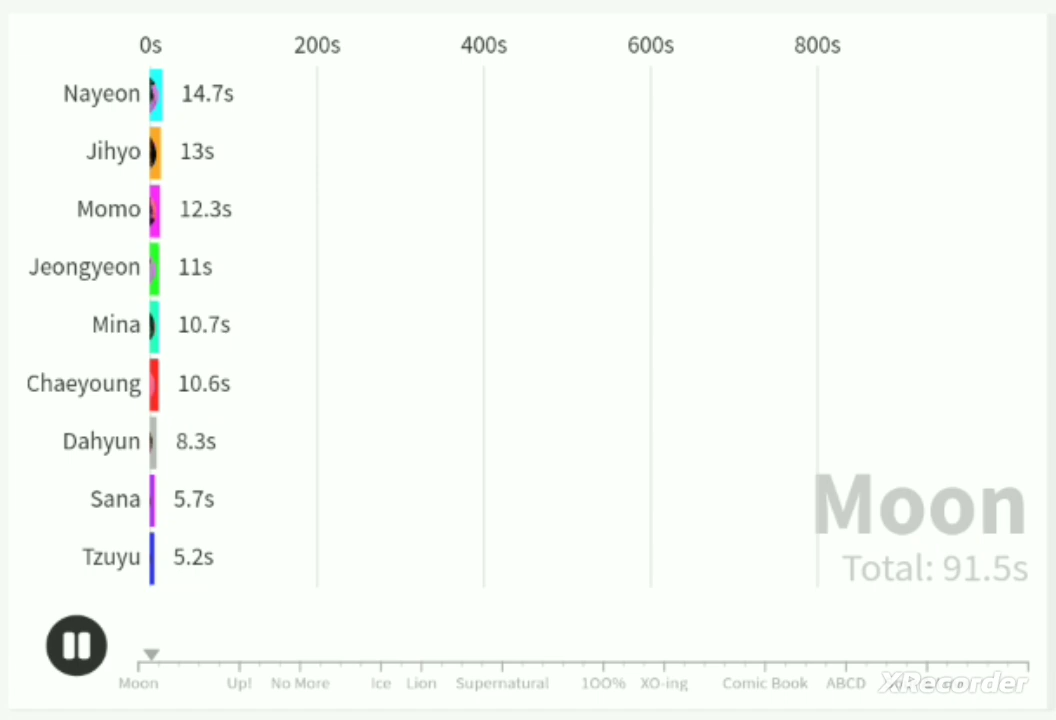 0s 200s 400s 600s 800s
Nayeon 14.7s
Jihyo 13s
Momo 12.3s
Jeongyeon 11s
Mina 10.7s
Chaeyoung 10.6s
Dahyun 8.3s
Sana 5.7s
Tzuyu 5.2s
Moon
Total: 91.5s
Moon Up! No More Ice Lion Supernatural 100% XO-ing Comic Book ABCD
XRecorder